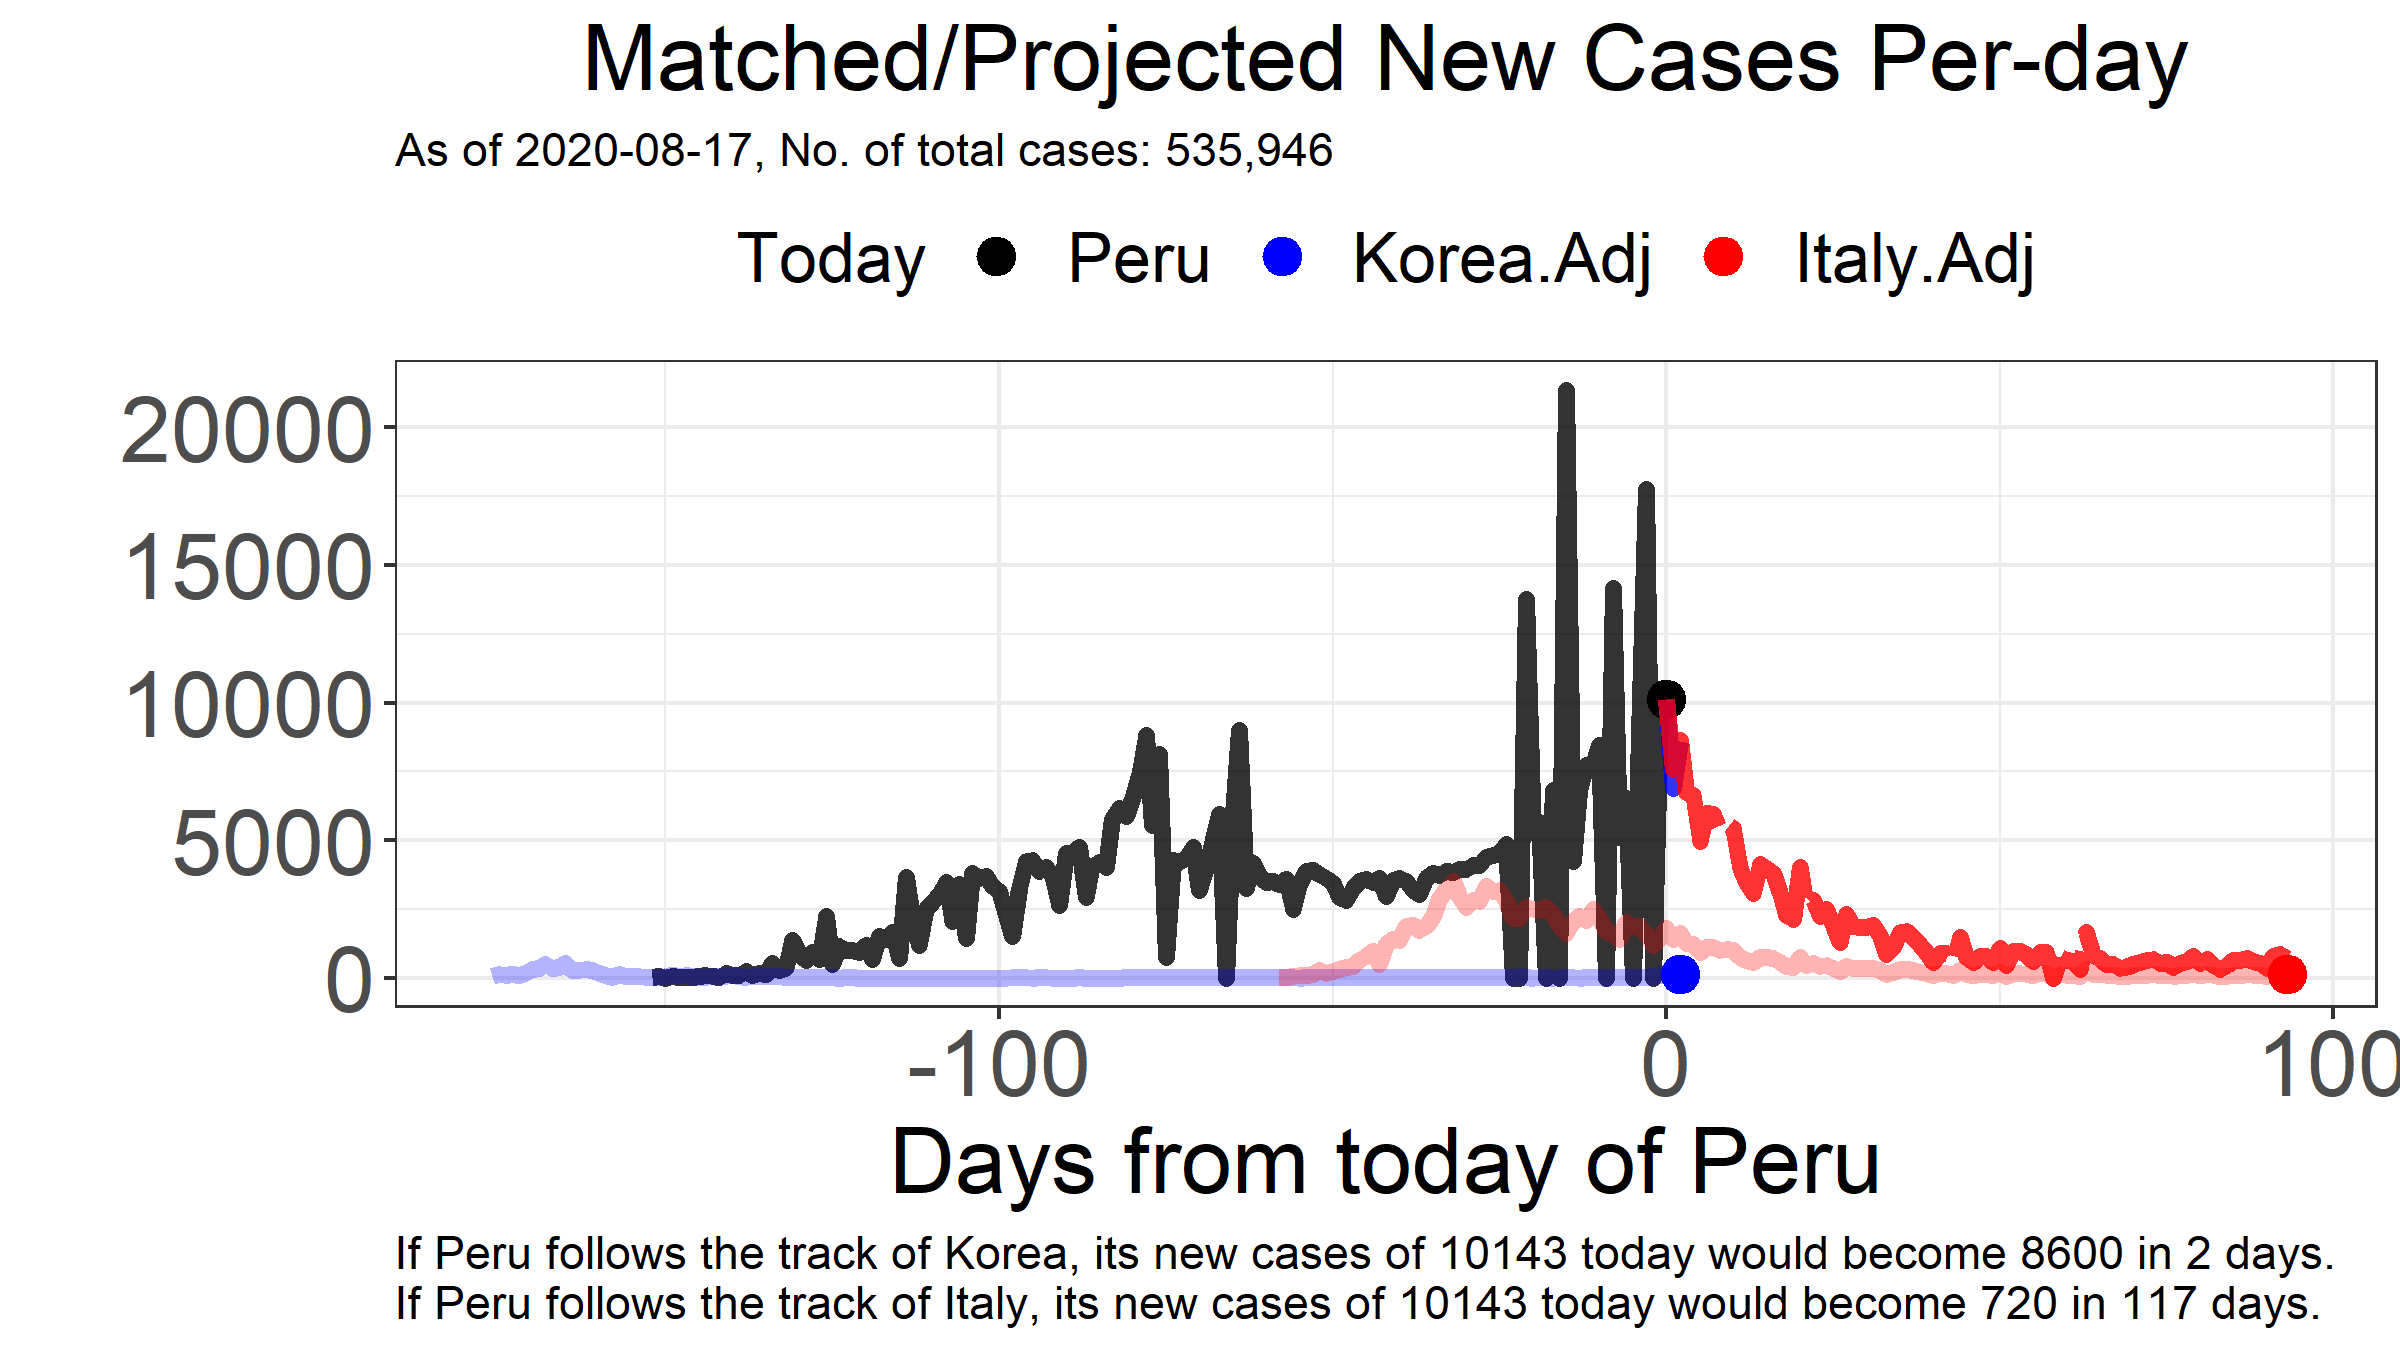 Matched/Projected New Cases Per-day
As of 2020-08-17, No. of total cases: 535,946
Today Peru Korea.Adj Italy.Adj
20000
15000
10000
5000
0
-100 0 100
Days from today of Peru
If Peru follows the track of Korea, its new cases of 10143 today would become 8600 in 2 days.
If Peru follows the track of Italy, its new cases of 10143 today would become 720 in 117 days.